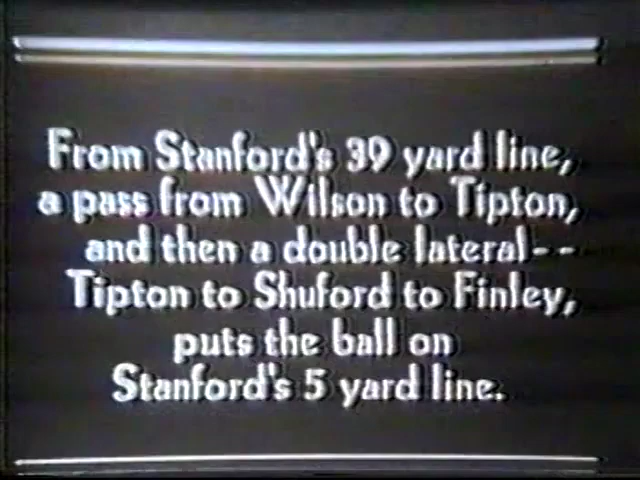 From Stanford's 39 yard line,
a pass from Wilson to Tipton,
and then a double lateral--
Tipton to Shuford to Finley,
puts the ball on
Stanford's 5 yard line.